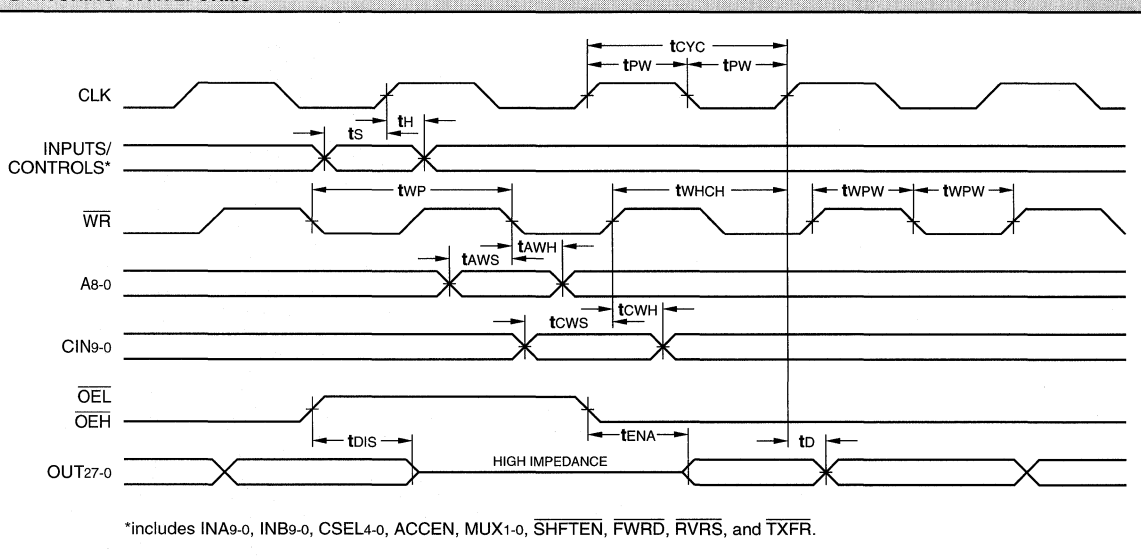 tCYC
tPW tPW
CLK
tS tH
INPUTS/
CONTROLS*
tWP tWHCH tWPW tWPW
WR
tAWS tAWH
A8-0
tCWS tCWH
CIN9-0
OEL
OEH
tDIS tENA tD
HIGH IMPEDANCE
OUT27-0
*includes INA9-0, INB9-0, CSEL4-0, ACCEN, MUX1-0, SHFTEN, FWRD, RVRS, and TXFR.